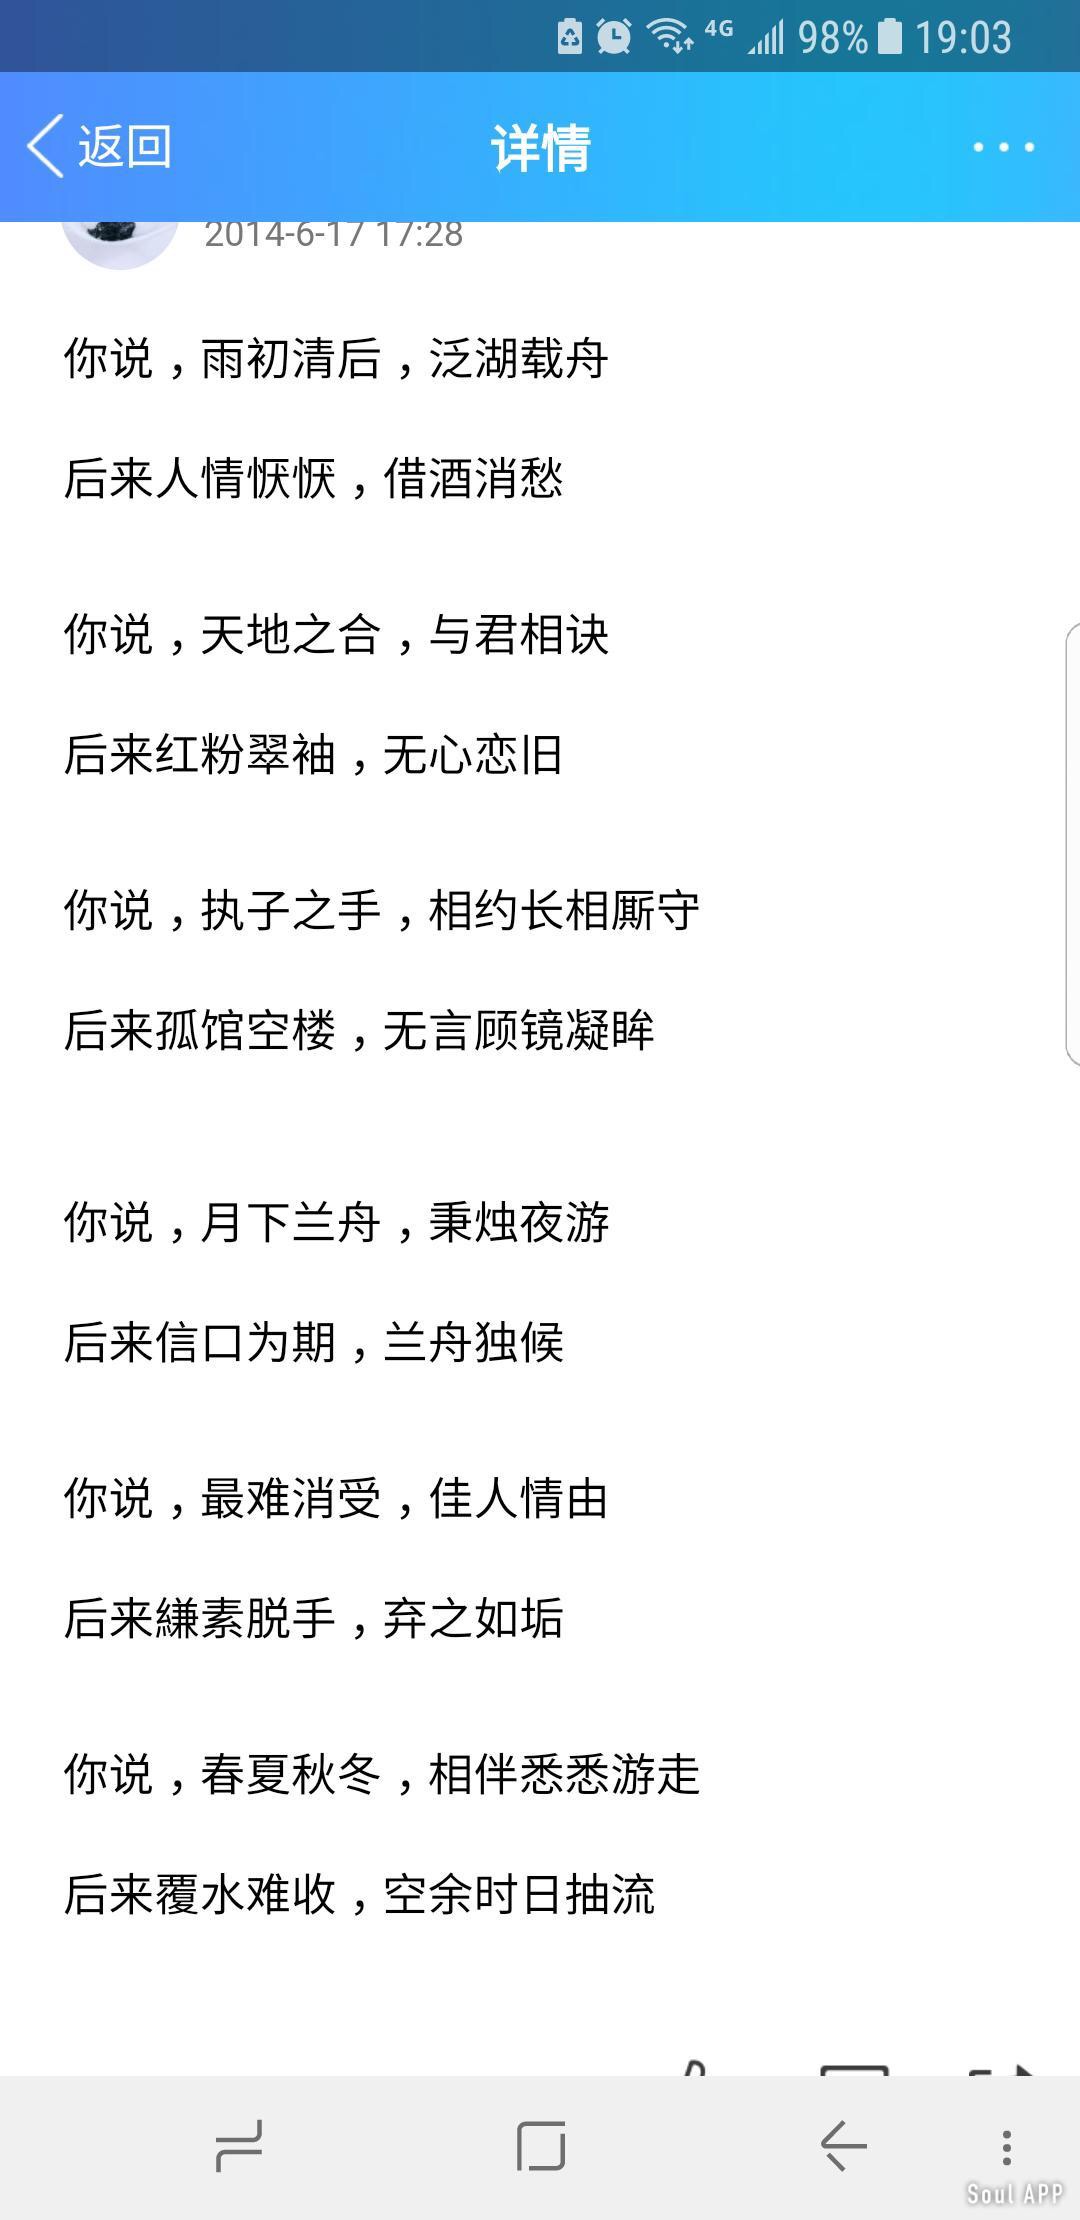 4G 98% 19:03
返回 详情 ...
2014-6-17 17:28
你说，雨初清后，泛湖载舟
后来人情恹恹，借酒消愁
你说，天地之合，与君相诀
后来红粉翠袖，无心恋旧
你说，执子之手，相约长相厮守
后来孤馆空楼，无言顾镜凝眸
你说，月下兰舟，秉烛夜游
后来信口为期，兰舟独候
你说，最难消受，佳人情由
后来縑素脱手，弃之如垢
你说，春夏秋冬，相伴悉悉游走
后来覆水难收，空余时日抽流
Soul APP